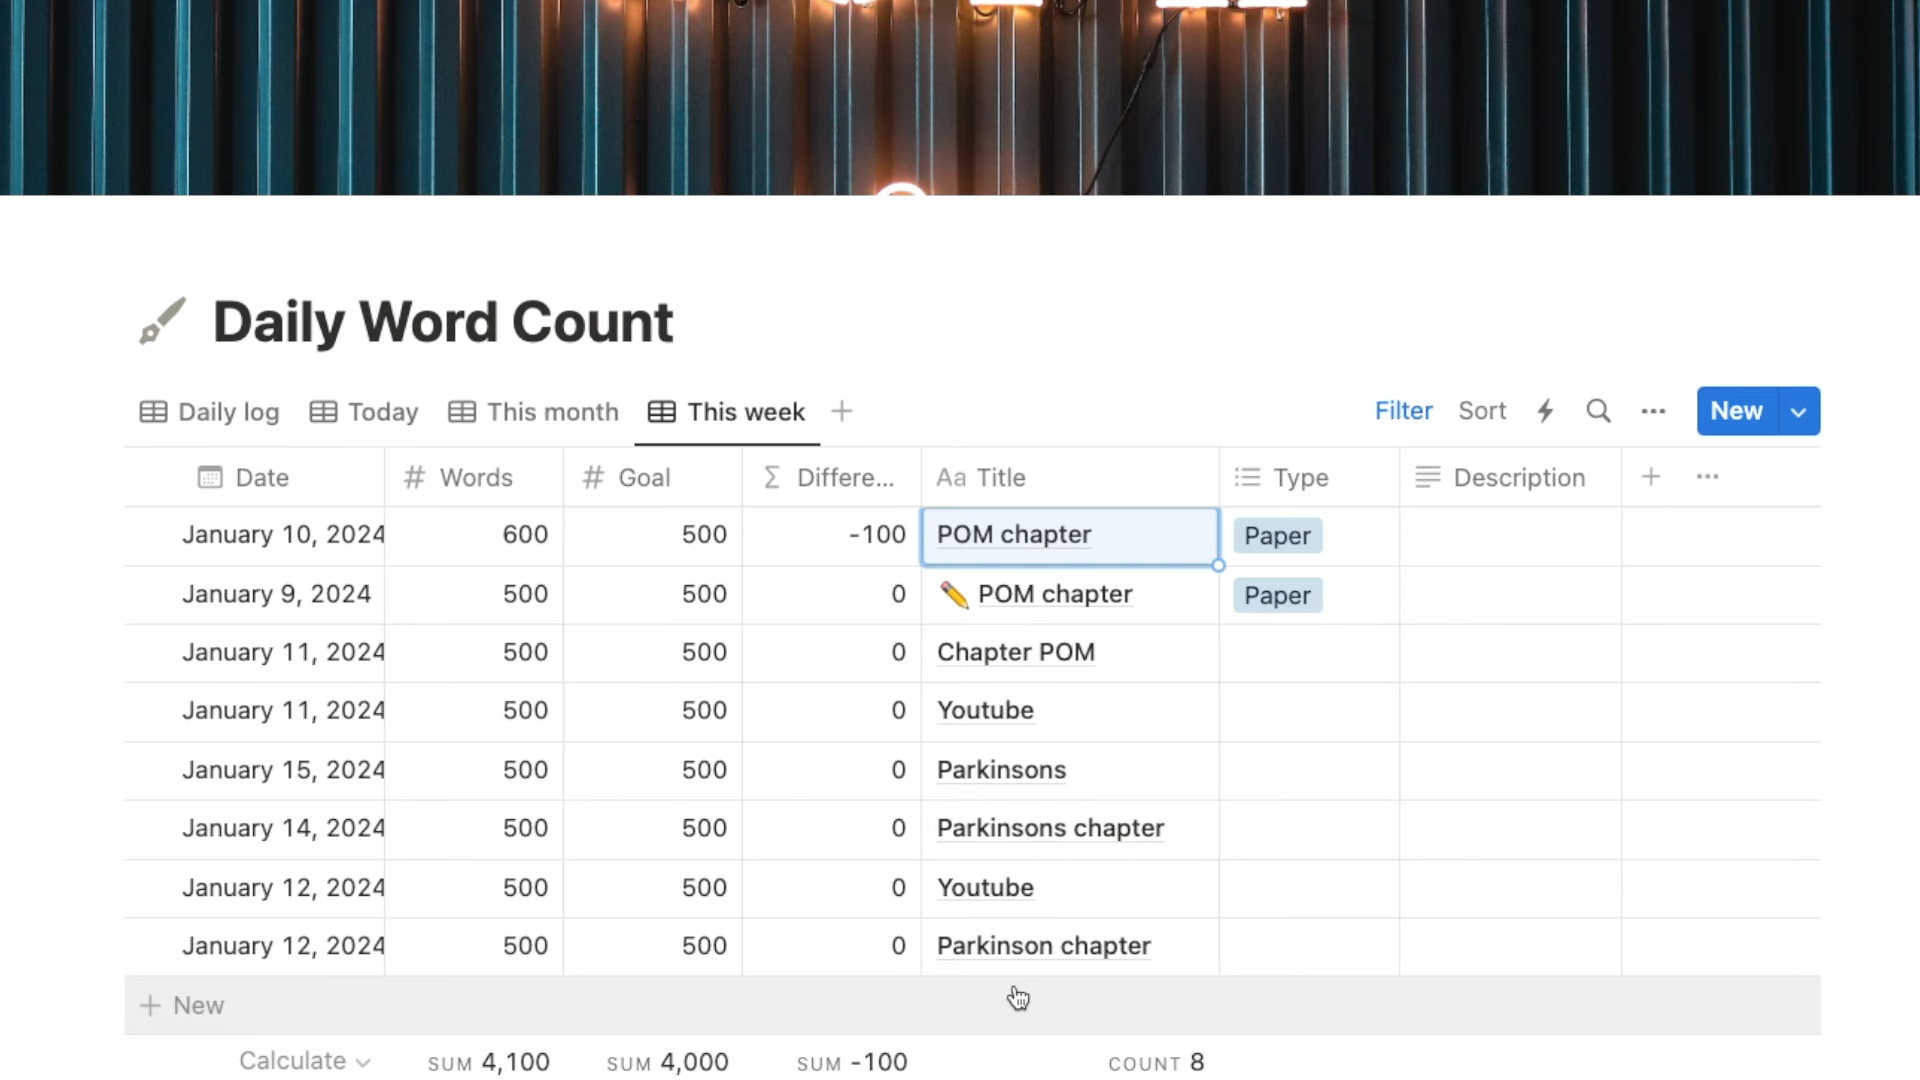 Daily Word Count
Daily log Today This month This week Filter Sort New
Date Words Goal Differe... Aa Title Type Description
January 10, 2024 600 500 -100 POM chapter Paper
January 9, 2024 500 500 0 POM chapter Paper
January 11, 2024 500 500 0 Chapter POM
January 11, 2024 500 500 0 Youtube
January 15, 2024 500 500 0 Parkinsons
January 14, 2024 500 500 0 Parkinsons chapter
January 12, 2024 500 500 0 Youtube
January 12, 2024 500 500 0 Parkinson chapter
+ New
Calculate SUM 4,100 SUM 4,000 SUM -100 COUNT 8